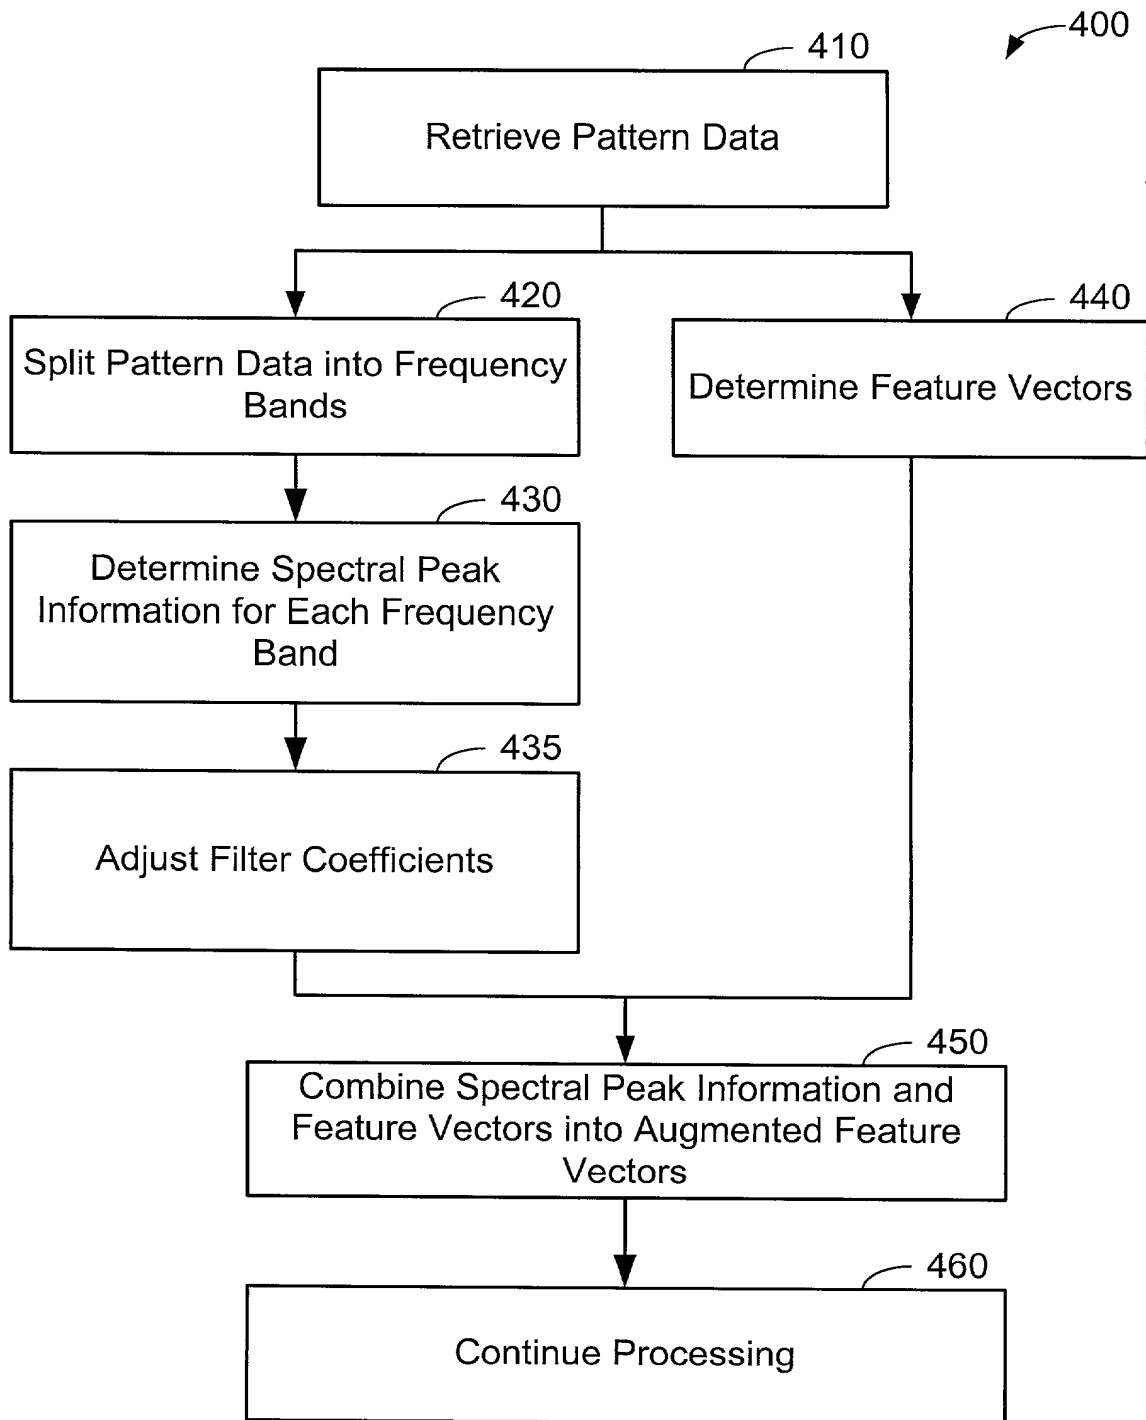 400
410
Retrieve Pattern Data
420
Split Pattern Data into Frequency
Bands
440
Determine Feature Vectors
430
Determine Spectral Peak
Information for Each Frequency
Band
435
Adjust Filter Coefficients
450
Combine Spectral Peak Information and
Feature Vectors into Augmented Feature
Vectors
460
Continue Processing